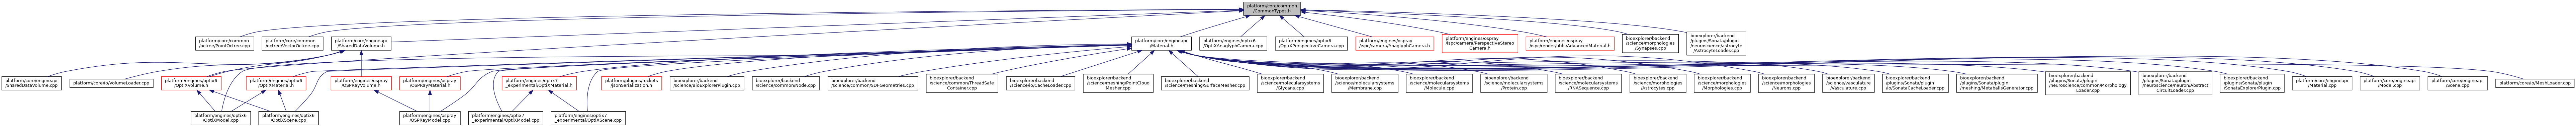 platform/core/common
/CommonTypes.h
platform/core/common
/octree/PointOctree.cpp
platform/core/common
/octree/VectorOctree.cpp
platform/core/engineapi
/SharedDataVolume.h
platform/core/engineapi
/Material.h
platform/engines/optix6
/OptiXAnaglyphCamera.cpp
platform/engines/optix6
/OptiXPerspectiveCamera.cpp
platform/engines/ospray
/ispc/camera/AnaglyphCamera.h
platform/engines/ospray
/ispc/camera/PerspectiveStereo
Camera.h
platform/engines/ospray
/ispc/render/utils/AdvancedMaterial.h
bioexplorer/backend
/science/morphologies
/Synapses.cpp
bioexplorer/backend
/plugins/Sonata/plugin
/neuroscience/astrocyte
/AstrocyteLoader.cpp
platform/core/engineapi
/SharedDataVolume.cpp
platform/core/io/VolumeLoader.cpp
platform/engines/optix6
/OptiXVolume.h
platform/engines/optix6
/OptiXMaterial.h
platform/engines/ospray
/OSPRayVolume.h
platform/engines/ospray
/OSPRayMaterial.h
platform/engines/optix7
_experimental/OptiXMaterial.h
platform/plugins/rockets
/jsonSerialization.h
bioexplorer/backend
/science/BioExplorerPlugin.cpp
bioexplorer/backend
/science/common/Node.cpp
bioexplorer/backend
/science/common/SDFGeometries.cpp
bioexplorer/backend
/science/common/ThreadSafe
Container.cpp
bioexplorer/backend
/science/io/CacheLoader.cpp
bioexplorer/backend
/science/meshing/PointCloud
Mesher.cpp
bioexplorer/backend
/science/meshing/SurfaceMesher.cpp
bioexplorer/backend
/science/molecularsystems
/Glycans.cpp
bioexplorer/backend
/science/molecularsystems
/Membrane.cpp
bioexplorer/backend
/science/molecularsystems
/Molecule.cpp
bioexplorer/backend
/science/molecularsystems
/Protein.cpp
bioexplorer/backend
/science/molecularsystems
/RNASequence.cpp
bioexplorer/backend
/science/morphologies
/Astrocytes.cpp
bioexplorer/backend
/science/morphologies
/Morphologies.cpp
bioexplorer/backend
/science/morphologies
/Neurons.cpp
bioexplorer/backend
/science/vasculature
/Vasculature.cpp
bioexplorer/backend
/plugins/Sonata/plugin
/io/SonataCacheLoader.cpp
bioexplorer/backend
/plugins/Sonata/plugin
/meshing/MetaballsGenerator.cpp
bioexplorer/backend
/plugins/Sonata/plugin
/neuroscience/common/Morphology
Loader.cpp
bioexplorer/backend
/plugins/Sonata/plugin
/neuroscience/neuron/Abstract
CircuitLoader.cpp
bioexplorer/backend
/plugins/Sonata/plugin
/SonataExplorerPlugin.cpp
platform/core/engineapi
/Material.cpp
platform/core/engineapi
/Model.cpp
platform/core/engineapi
/Scene.cpp
platform/core/io/MeshLoader.cpp
platform/engines/optix6
/OptiXModel.cpp
platform/engines/optix6
/OptiXScene.cpp
platform/engines/ospray
/OSPRayModel.cpp
platform/engines/optix7
_experimental/OptiXModel.cpp
platform/engines/optix7
_experimental/OptiXScene.cpp